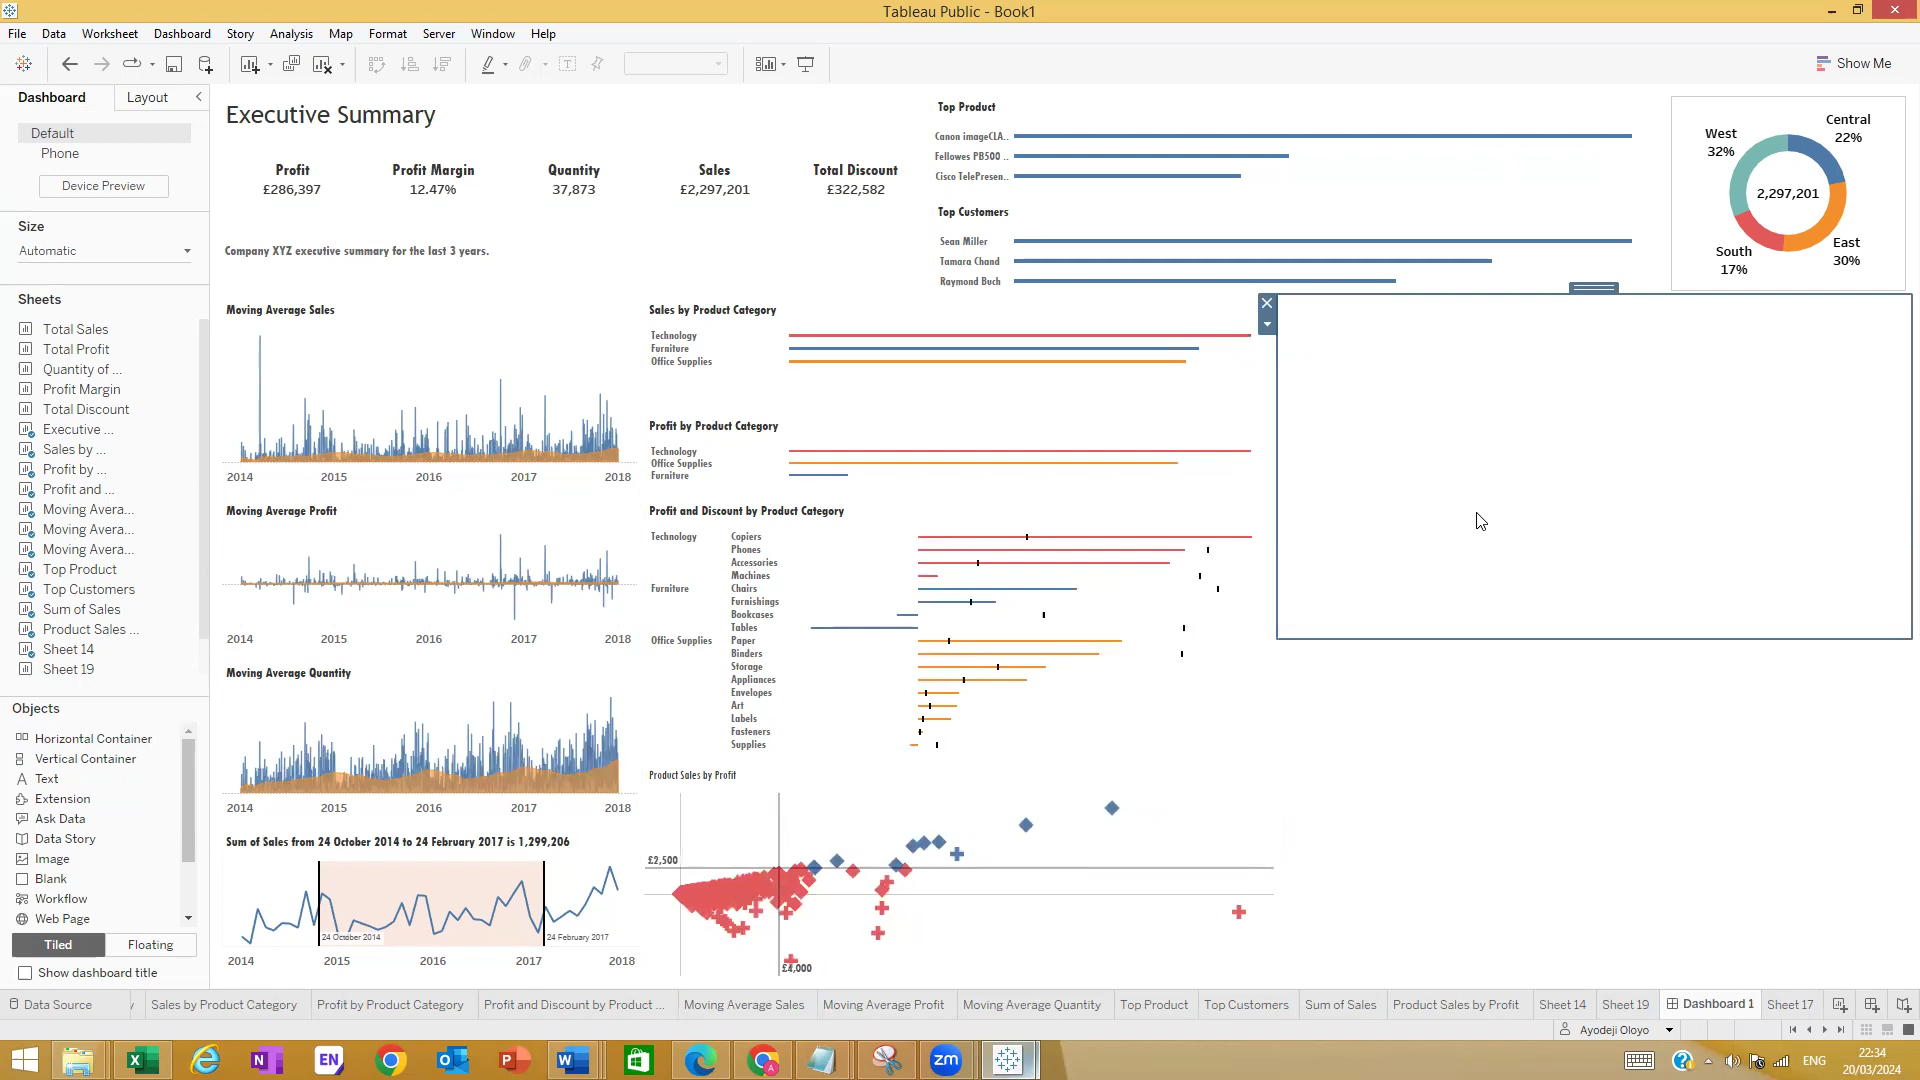 Tableau Public - Book1
File Data Worksheet Dashboard Story Analysis Map Format Server Window Help
Show Me
Dashboard Layout
Default
Phone
Device Preview
Size
Automatic
Sheets
Total Sales
Total Profit
Quantity of ...
Profit Margin
Total Discount
Executive ...
Sales by ...
Profit by ...
Profit and ...
Moving Avera...
Moving Avera...
Moving Avera...
Top Product
Top Customers
Sum of Sales
Product Sales ...
Sheet 14
Sheet 19
Objects
Horizontal Container
Vertical Container
Text
Extension
Ask Data
Data Story
Image
Blank
Workflow
Web Page
Tiled Floating
Show dashboard title
Executive Summary
Profit Profit Margin Quantity Sales Total Discount
£286,397 12.47% 37,873 £2,297,201 £322,582
Company XYZ executive summary for the last 3 years.
Top Product
Canon imageCLA..
Fellowes PB500 ..
Cisco TelePresen..
Top Customers
Sean Miller
Tamara Chand
Raymond Buch
Central
22%
West
32%
2,297,201
East
30%
South
17%
Moving Average Sales
2014 2015 2016 2017 2018
Moving Average Profit
2014 2015 2016 2017 2018
Moving Average Quantity
2014 2015 2016 2017 2018
Sum of Sales from 24 October 2014 to 24 February 2017 is 1,299,206
24 October 2014 24 February 2017
2014 2015 2016 2017 2018
Sales by Product Category
Technology
Furniture
Office Supplies
Profit by Product Category
Technology
Office Supplies
Furniture
Profit and Discount by Product Category
Technology Copiers
Phones
Accessories
Machines
Furniture Chairs
Furnishings
Bookcases
Tables
Office Supplies Paper
Binders
Storage
Appliances
Envelopes
Art
Labels
Fasteners
Supplies
Product Sales by Profit
£2,500
£4,000
Data Source Sales by Product Category Profit by Product Category Profit and Discount by Product ... Moving Average Sales Moving Average Profit Moving Average Quantity Top Product Top Customers Sum of Sales Product Sales by Profit Sheet 14 Sheet 19 Dashboard 1 Sheet 17
Ayodeji Oloyo
EN
zm
ENG
22:34
20/03/2024